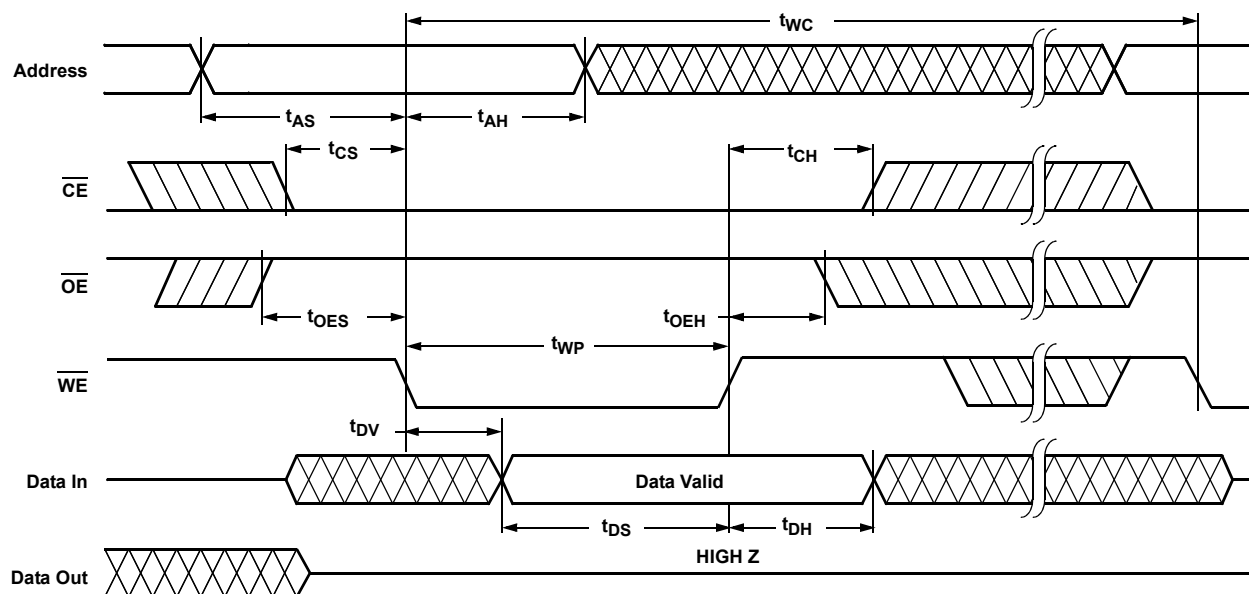 tWC
Address
tAS
tAH
tCS
tCH
CE
OE
tOES
tOEH
tWP
WE
tDV
Data In
Data Valid
tDS
tDH
HIGH Z
Data Out